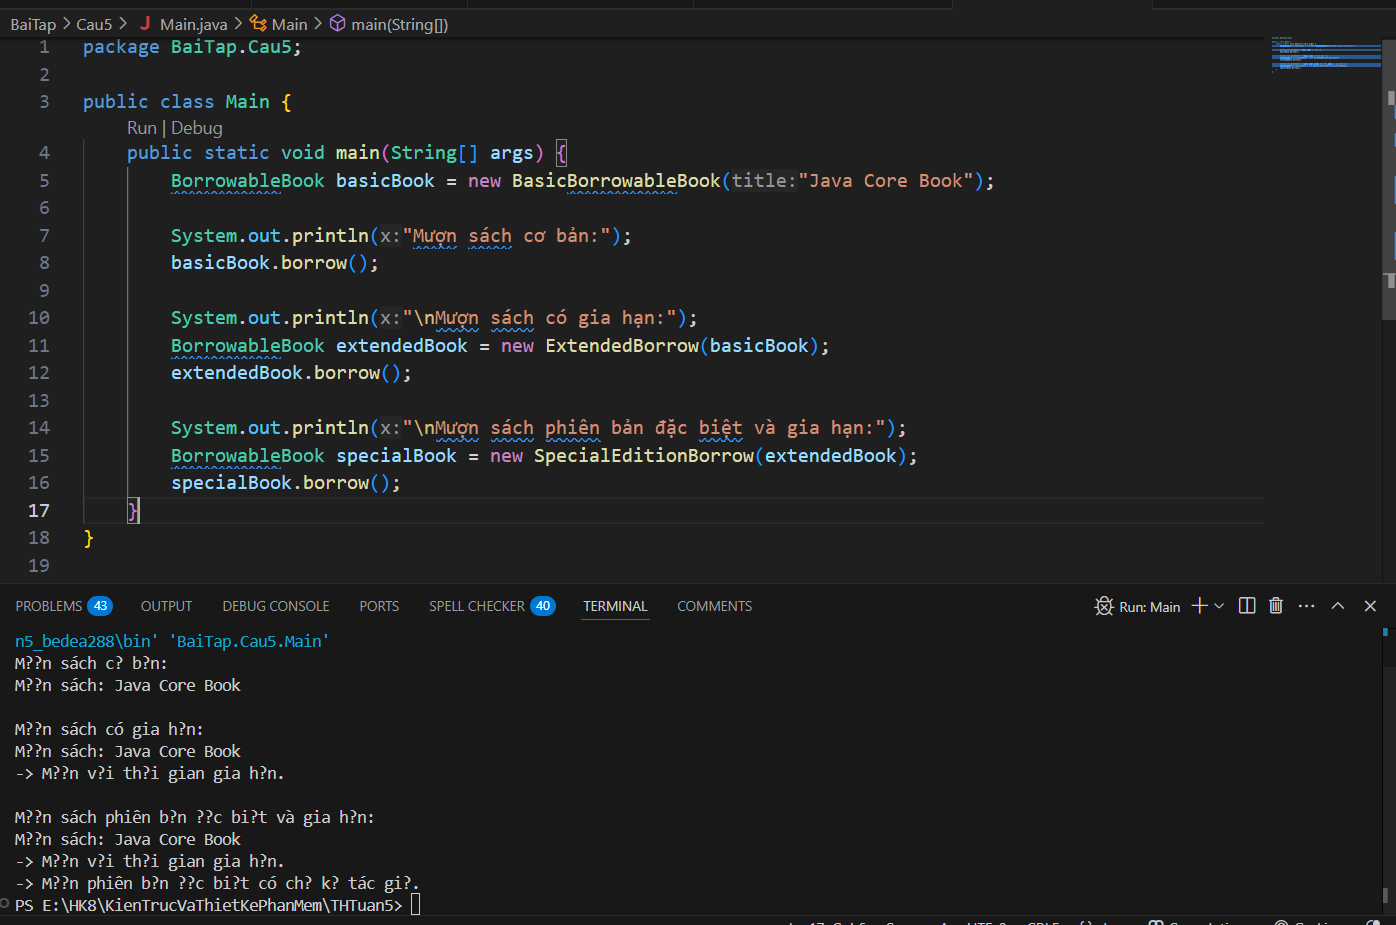 BaiTap > Cau5 > J Main.java > Main > main(String[])
1 package BaiTap.Cau5;
2
3 public class Main {
Run | Debug
4 public static void main(String[] args) {
5 BorrowableBook basicBook = new BasicBorrowableBook(title:"Java Core Book");
6
7 System.out.println(x:"Mượn sách cơ bản:");
8 basicBook.borrow();
9
10 System.out.println(x:"\nMượn sách có gia hạn:");
11 BorrowableBook extendedBook = new ExtendedBorrow(basicBook);
12 extendedBook.borrow();
13
14 System.out.println(x:"\nMượn sách phiên bản đặc biệt và gia hạn:");
15 BorrowableBook specialBook = new SpecialEditionBorrow(extendedBook);
16 specialBook.borrow();
17 }
18 }
19
PROBLEMS 43 OUTPUT DEBUG CONSOLE PORTS SPELL CHECKER 40 TERMINAL COMMENTS Run: Main
n5_bedea288\bin' 'BaiTap.Cau5.Main'
M??n sách c? b?n:
M??n sách: Java Core Book
M??n sách có gia h?n:
M??n sách: Java Core Book
-> M??n v?i th?i gian gia h?n.
M??n sách phiên b?n ??c bi?t và gia h?n:
M??n sách: Java Core Book
-> M??n v?i th?i gian gia h?n.
-> M??n phiên b?n ??c bi?t có ch? k? tác gi?.
PS E:\HK8\KienTrucVaThietKePhanMem\THTuan5>